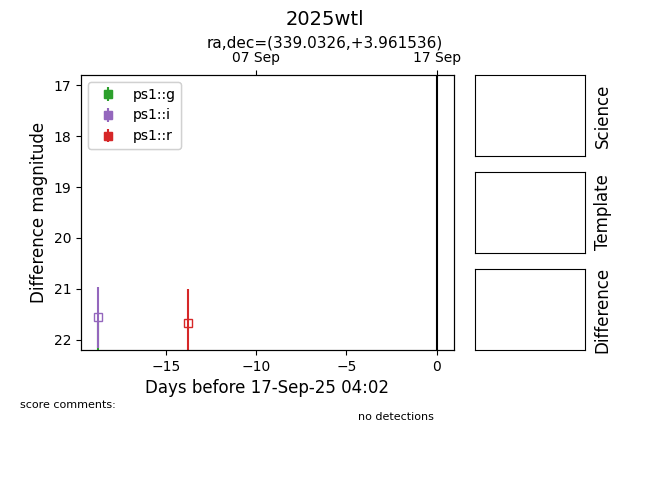 2025wtl
ra,dec=(339.0326,+3.961536)
07 Sep
17 Sep
ps1::g
ps1::i
ps1::r
17
18
19
20
21
22
Difference magnitude
−15
−10
−5
0
Days before 17-Sep-25 04:02
Science
Template
Difference
score comments:
no detections